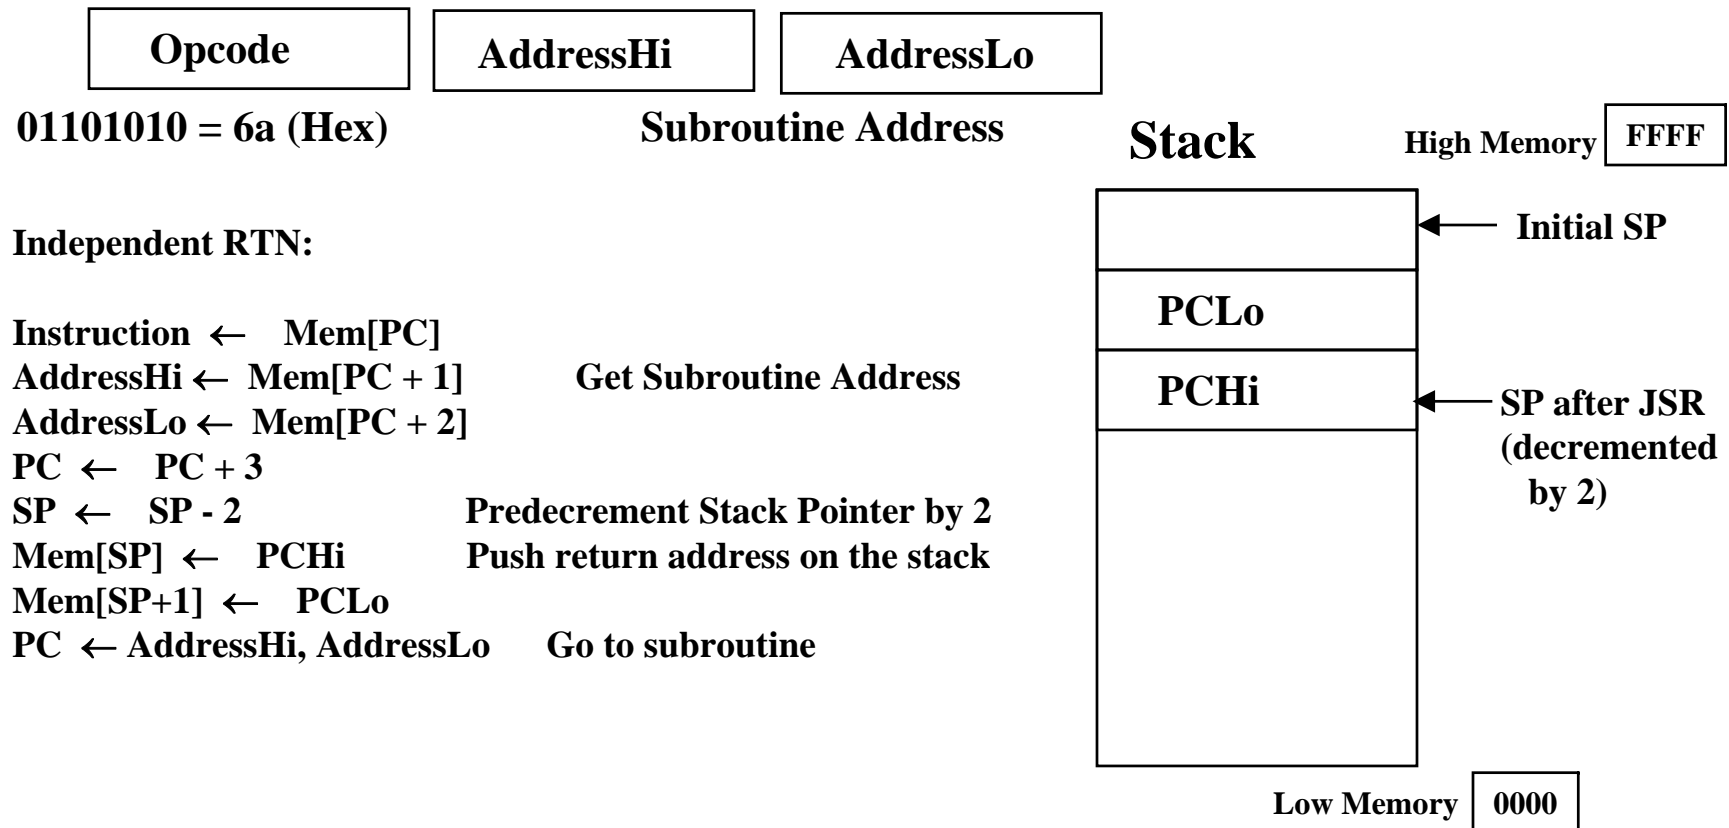 Opcode AddressHi AddressLo
01101010 = 6a (Hex) Subroutine Address
Stack High Memory FFFF
Initial SP
Independent RTN:
PCLo
Instruction ← Mem[PC]
AddressHi ← Mem[PC + 1] Get Subroutine Address
PCHi
SP after JSR
AddressLo ← Mem[PC + 2]
(decremented
PC ← PC + 3
by 2)
SP ← SP - 2 Predecrement Stack Pointer by 2
Mem[SP] ← PCHi Push return address on the stack
Mem[SP+1] ← PCLo
PC ← AddressHi, AddressLo Go to subroutine
Low Memory 0000